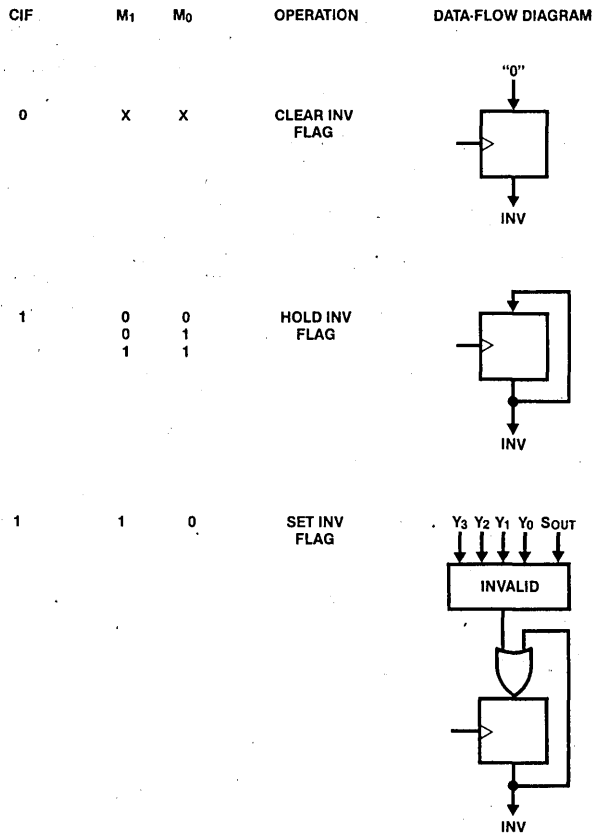 CIF M1 M0 OPERATION DATA-FLOW DIAGRAM
"0"
0 X X CLEAR INV
FLAG
INV
1 0 0 HOLD INV
0 1 FLAG
1 1
INV
1 1 0 SET INV
FLAG
Y3 Y2 Y1 Y0 SOUT
INVALID
INV